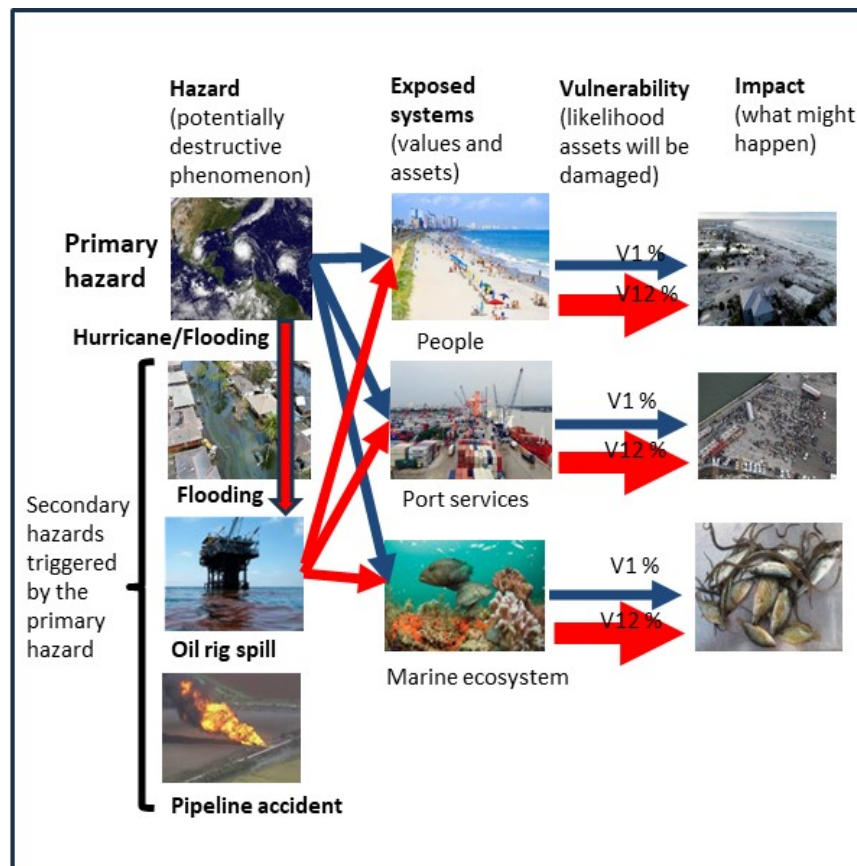 Hazard
(potentially
destructive
phenomenon)
Exposed
systems
(values and
assets)
Vulnerability
(likelihood
assets will be
damaged)
Impact
(what might
happen)
Primary
hazard
Hurricane/Flooding
People
V1 %
V12 %
Flooding
Port services
V1 %
V12 %
Secondary
hazards
triggered
by the
primary
hazard
Oil rig spill
Marine ecosystem
V1 %
V12 %
Pipeline accident